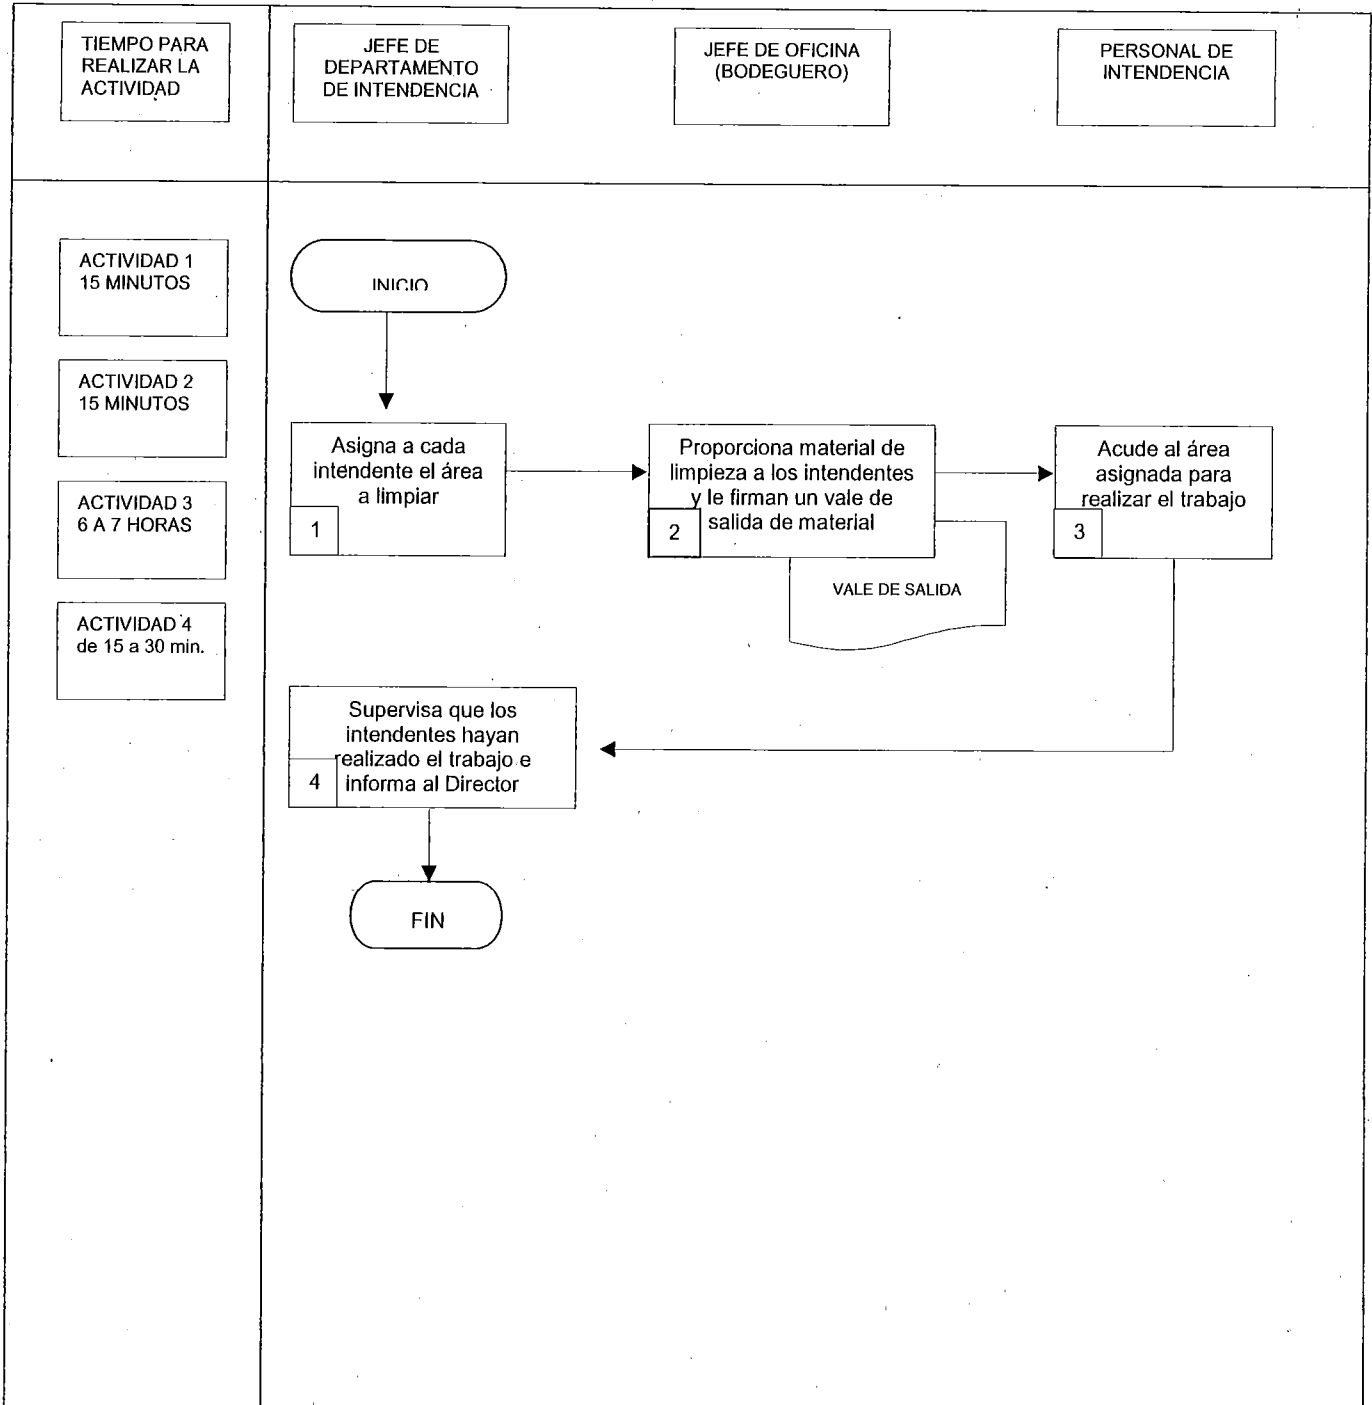 TIEMPO PARA
REALIZAR LA
ACTIVIDAD
JEFE DE
DEPARTAMENTO
DE INTENDENCIA
JEFE DE OFICINA
(BODEGUERO)
PERSONAL DE
INTENDENCIA
ACTIVIDAD 1
15 MINUTOS
ACTIVIDAD 2
15 MINUTOS
ACTIVIDAD 3
6 A 7 HORAS
ACTIVIDAD 4
de 15 a 30 min.
INICIO
Asigna a cada
intendente el área
a limpiar
1
Proporciona material de
limpieza a los intendentes
y le firman un vale de
salida de material
2
VALE DE SALIDA
Acude al área
asignada para
realizar el trabajo
3
Supervisa que los
intendentes hayan
realizado el trabajo e
informa al Director
4
FIN